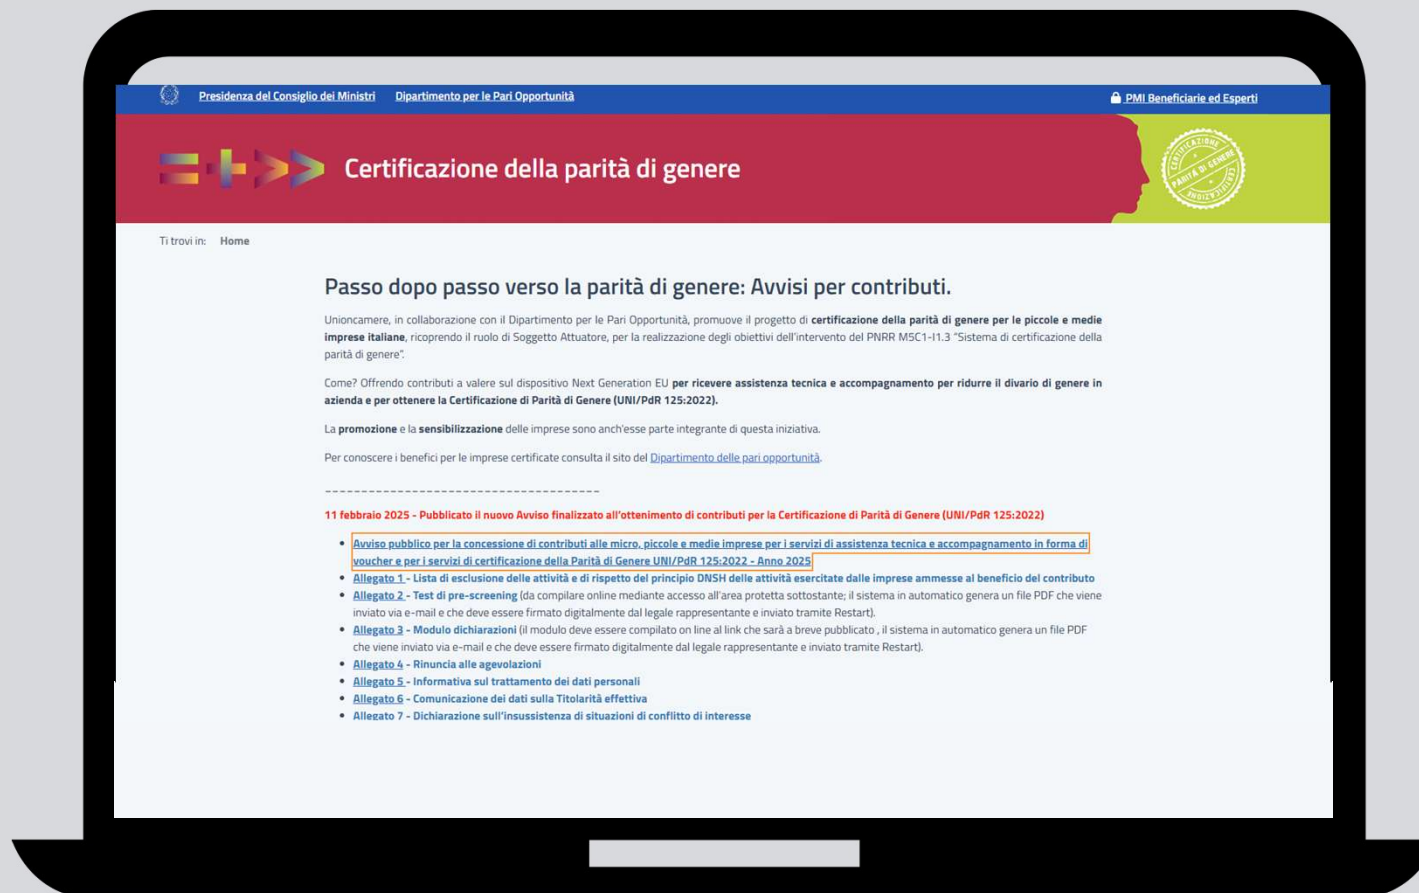 Presidenza del Consiglio dei Ministri Dipartimento per le Pari Opportunità PMI Beneficiarie ed Esperti
=+>> Certificazione della parità di genere
CERTIFICAZIONE
PARITÀ DI GENERE
CERTIFICAZIONE
Ti trovi in: Home
Passo dopo passo verso la parità di genere: Avvisi per contributi.
Unioncamere, in collaborazione con il Dipartimento per le Pari Opportunità, promuove il progetto di certificazione della parità di genere per le piccole e medie
imprese italiane, ricoprendo il ruolo di Soggetto Attuatore, per la realizzazione degli obiettivi dell'intervento del PNRR M5C1-I1.3 "Sistema di certificazione della
parità di genere".
Come? Offrendo contributi a valere sul dispositivo Next Generation EU per ricevere assistenza tecnica e accompagnamento per ridurre il divario di genere in
azienda e per ottenere la Certificazione di Parità di Genere (UNI/PdR 125:2022).
La promozione e la sensibilizzazione delle imprese sono anch'esse parte integrante di questa iniziativa.
Per conoscere i benefici per le imprese certificate consulta il sito del Dipartimento delle pari opportunità.
--------------------------------------
11 febbraio 2025 - Pubblicato il nuovo Avviso finalizzato all'ottenimento di contributi per la Certificazione di Parità di Genere (UNI/PdR 125:2022)
• Avviso pubblico per la concessione di contributi alle micro, piccole e medie imprese per i servizi di assistenza tecnica e accompagnamento in forma di
voucher e per i servizi di certificazione della Parità di Genere UNI/PdR 125:2022 - Anno 2025
• Allegato 1 - Lista di esclusione delle attività e di rispetto del principio DNSH delle attività esercitate dalle imprese ammesse al beneficio del contributo
• Allegato 2 - Test di pre-screening (da compilare online mediante accesso all'area protetta sottostante; il sistema in automatico genera un file PDF che viene
inviato via e-mail e che deve essere firmato digitalmente dal legale rappresentante e inviato tramite Restart).
• Allegato 3 - Modulo dichiarazioni (il modulo deve essere compilato on line al link che sarà a breve pubblicato , il sistema in automatico genera un file PDF
che viene inviato via e-mail e che deve essere firmato digitalmente dal legale rappresentante e inviato tramite Restart).
• Allegato 4 - Rinuncia alle agevolazioni
• Allegato 5 - Informativa sul trattamento dei dati personali
• Allegato 6 - Comunicazione dei dati sulla Titolarità effettiva
• Allegato 7 - Dichiarazione sull'insussistenza di situazioni di conflitto di interesse